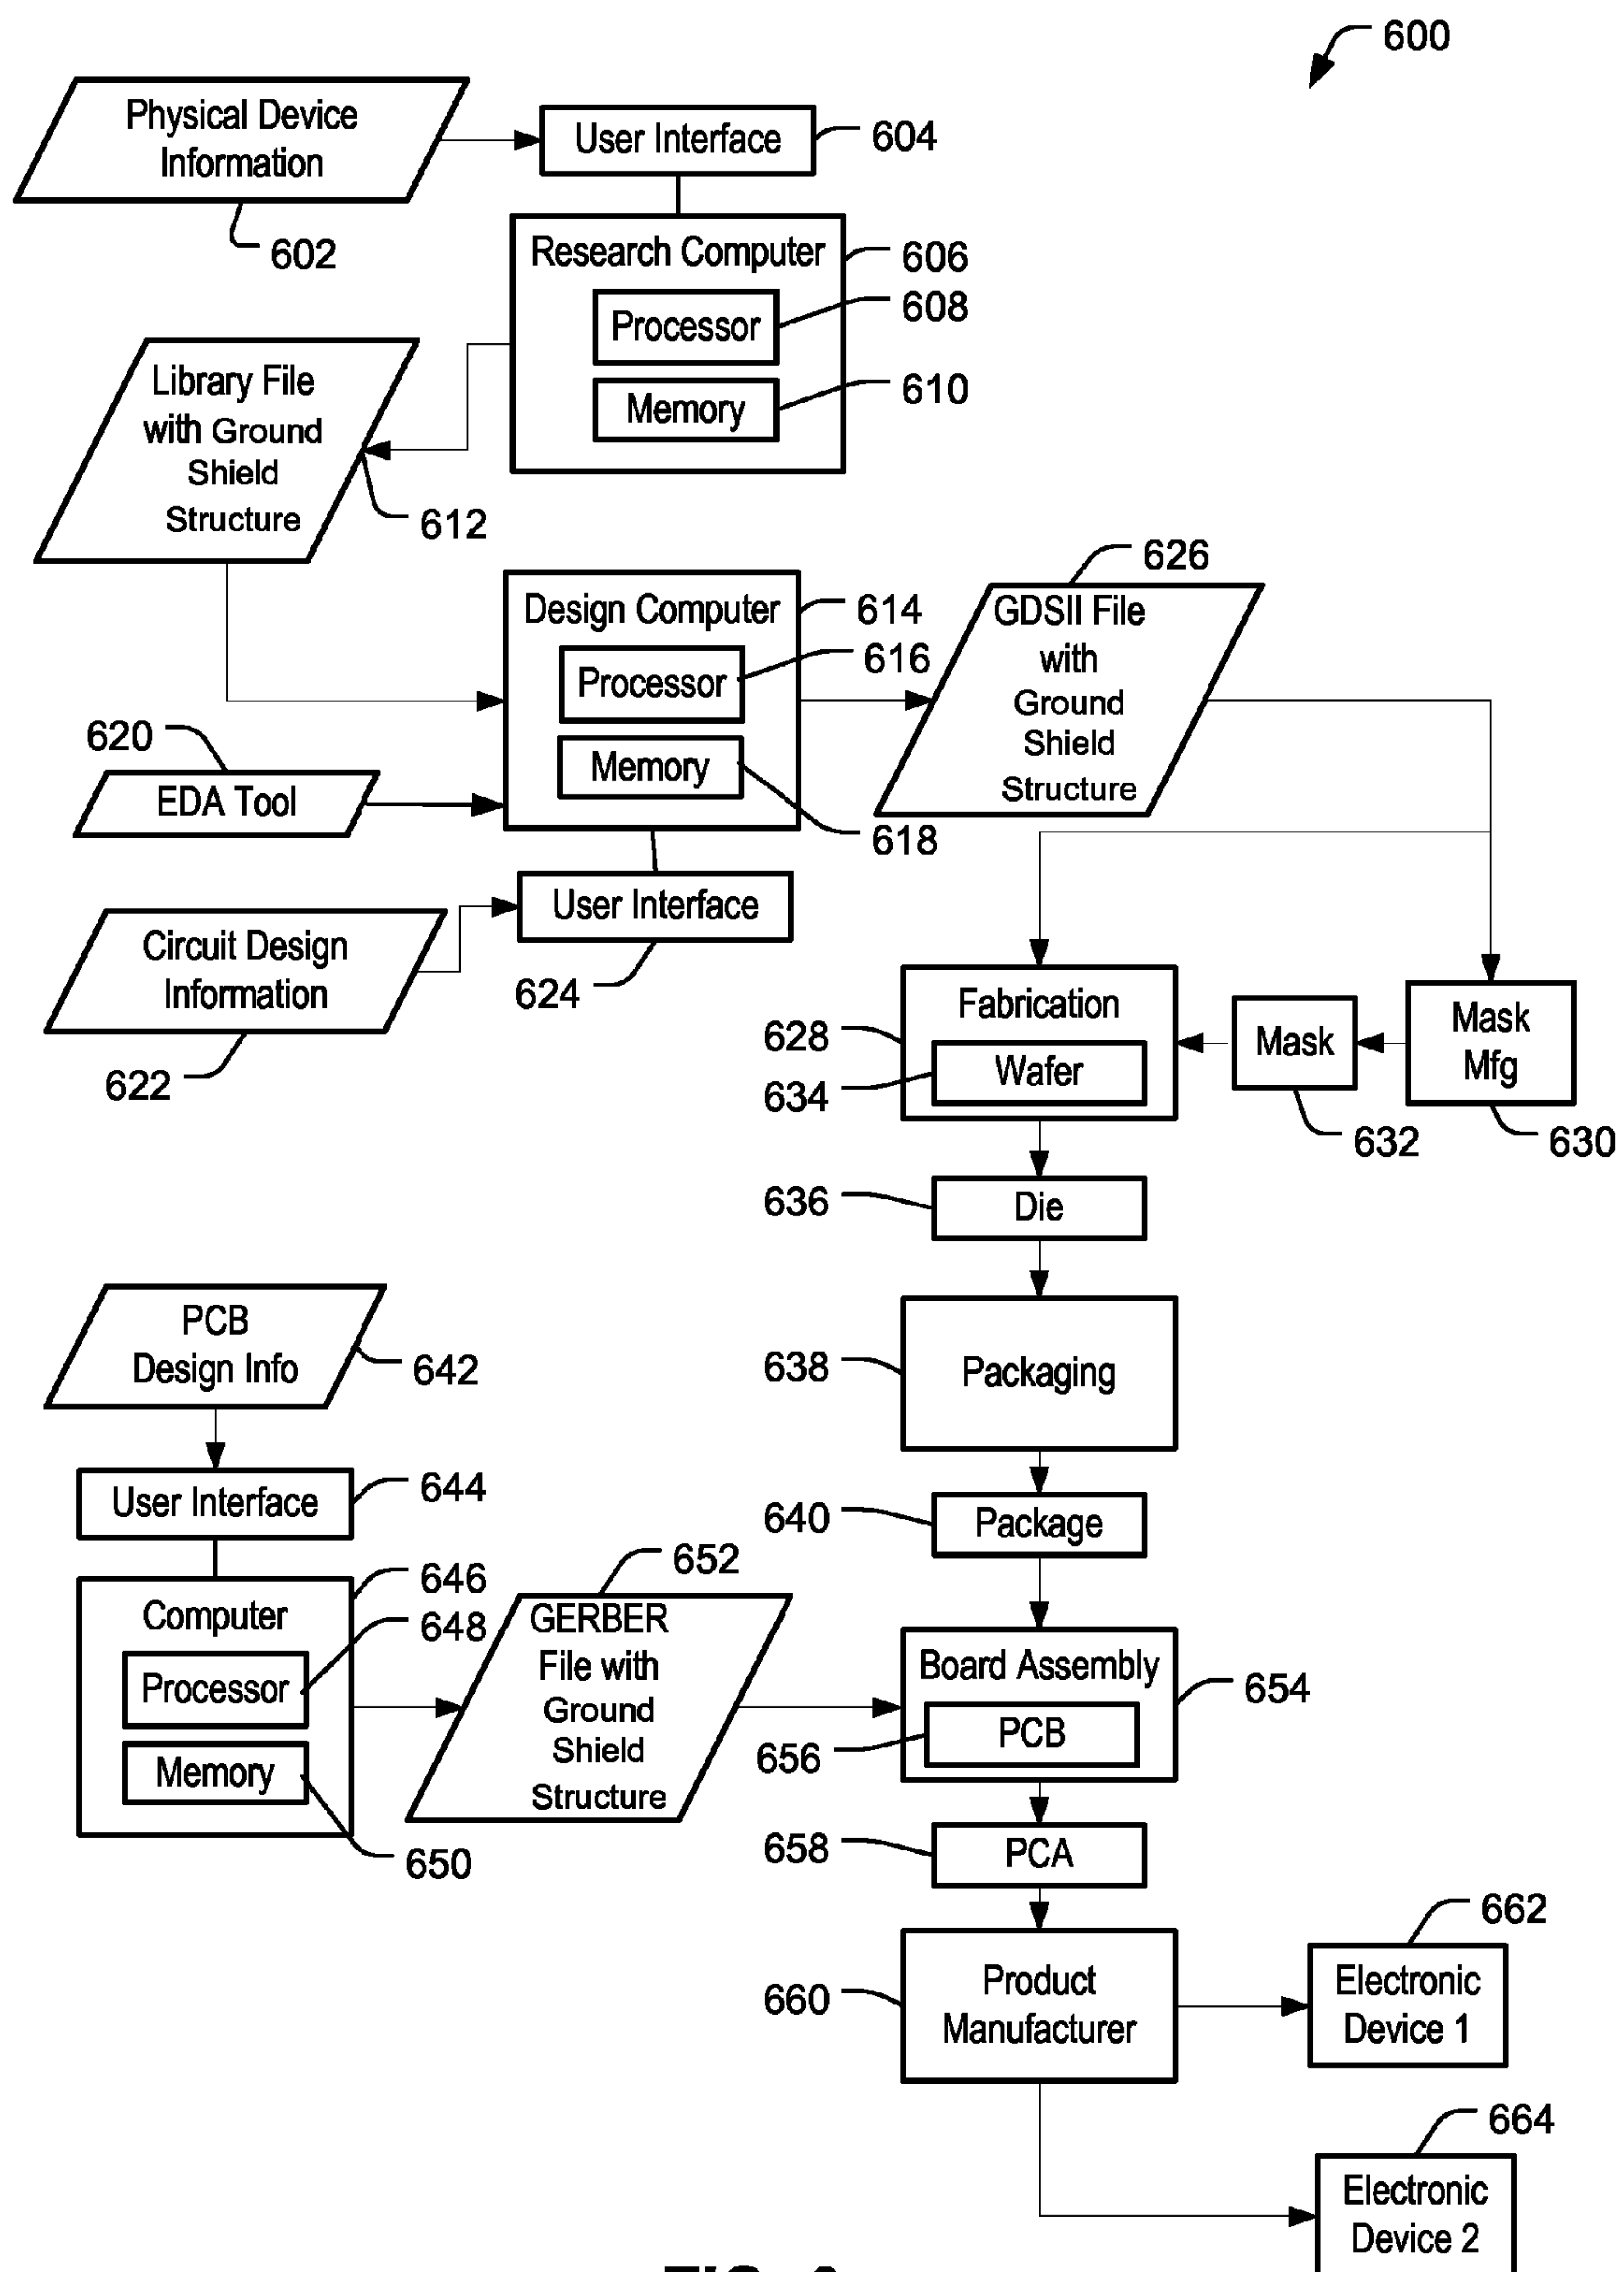 600
Physical Device
Information
602
User Interface
604
Research Computer
606
Processor
608
Memory
610
Library File
with Ground
Shield
Structure
612
Design Computer
614
Processor
616
Memory
618
620
EDA Tool
626
GDSII File
with
Ground
Shield
Structure
User Interface
624
Circuit Design
Information
622
Fabrication
628
Wafer
634
Mask
632
Mask
Mfg
630
636
Die
638
Packaging
640
Package
PCB
Design Info
642
User Interface
644
Computer
646
Processor
648
Memory
650
652
GERBER
File with
Ground
Shield
Structure
Board Assembly
654
PCB
656
658
PCA
660
Product
Manufacturer
662
Electronic
Device 1
664
Electronic
Device 2